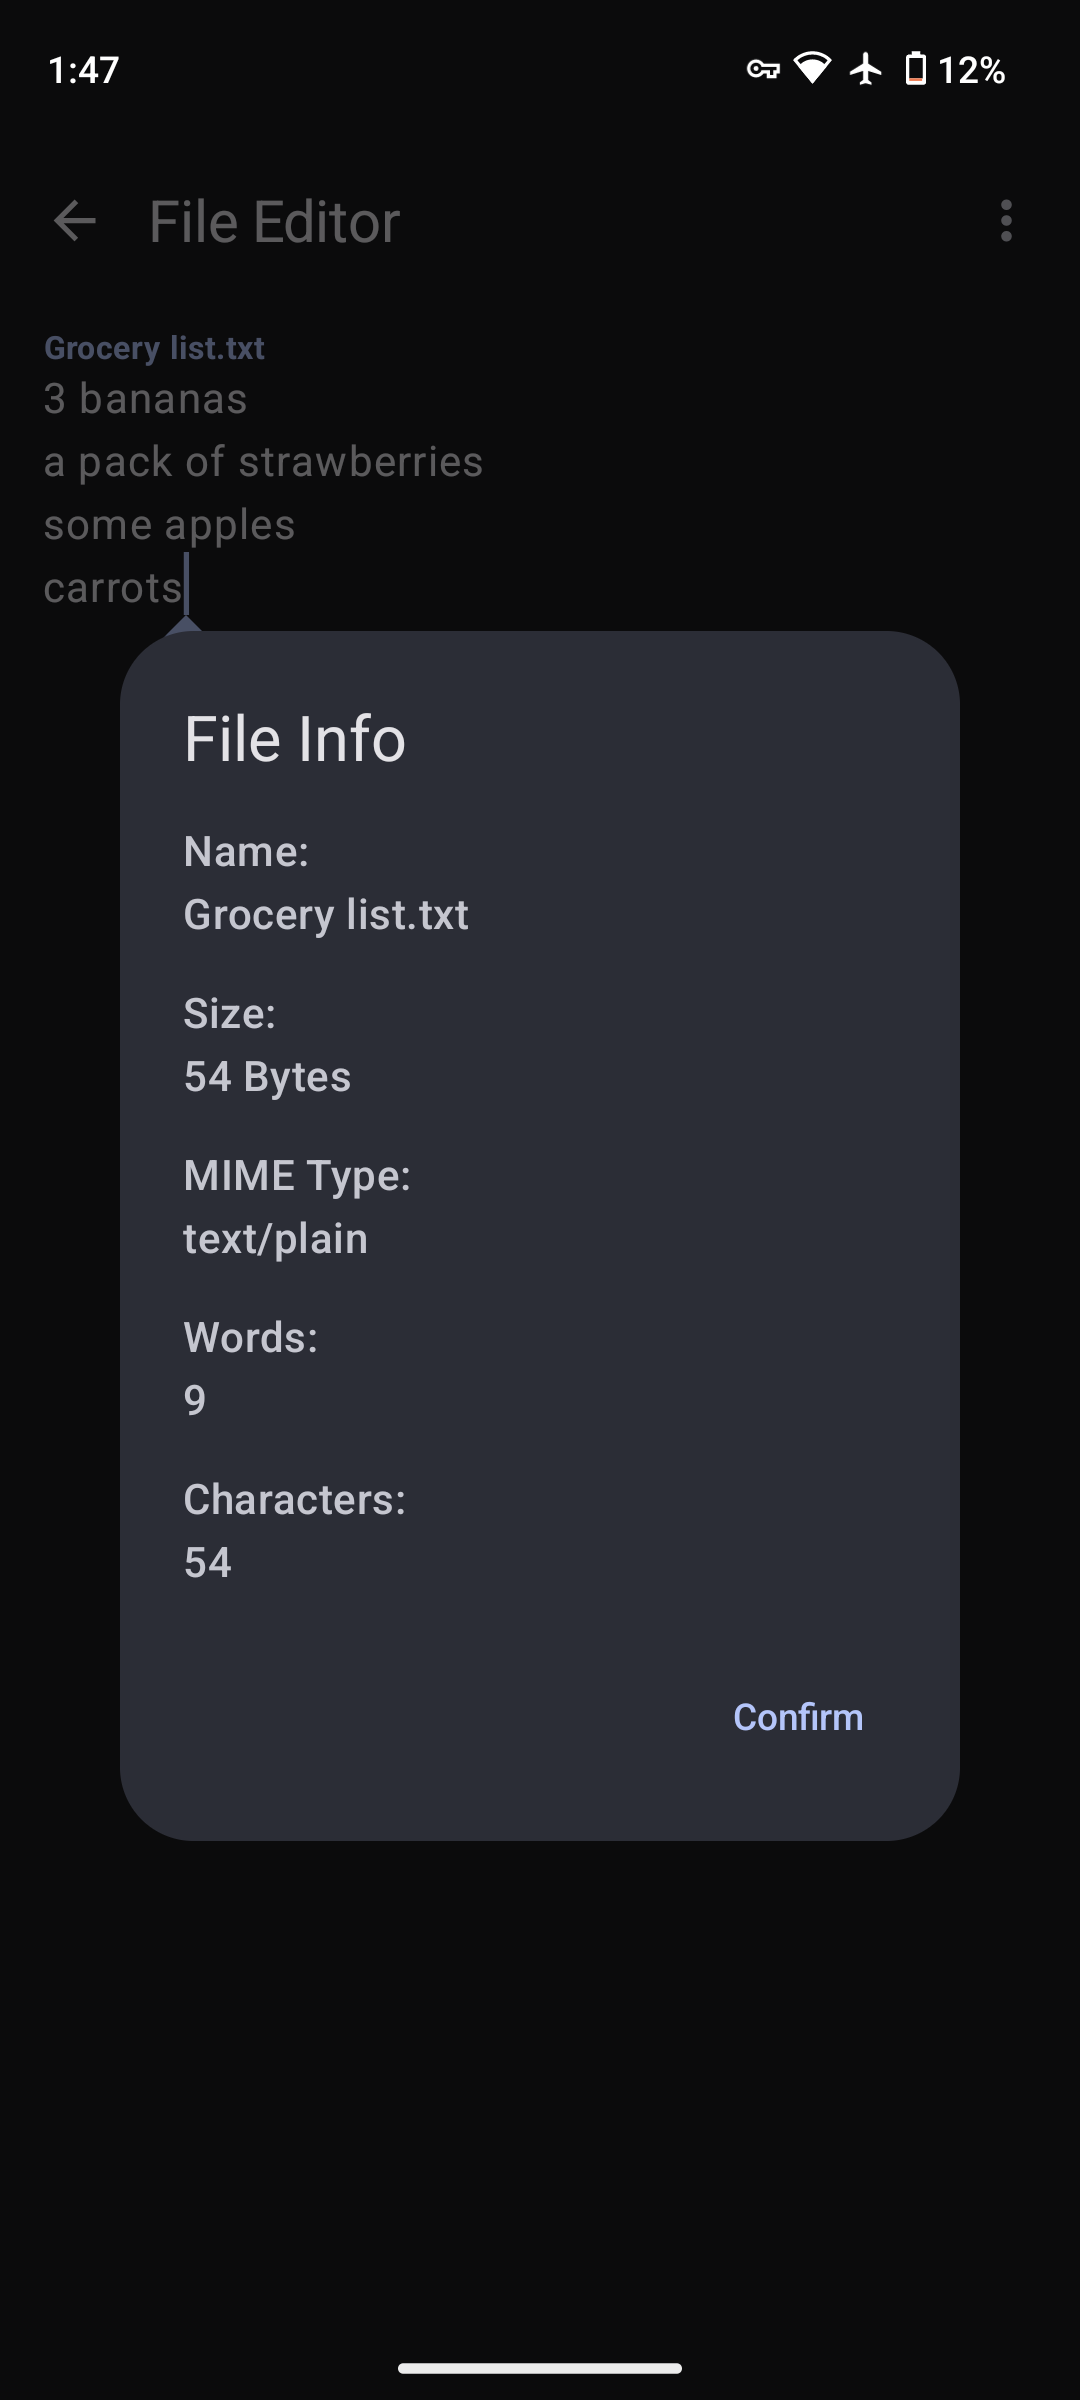 1:47 12%
File Editor
Grocery list.txt
3 bananas
a pack of strawberries
some apples
carrots
File Info
Name:
Grocery list.txt
Size:
54 Bytes
MIME Type:
text/plain
Words:
9
Characters:
54
Confirm